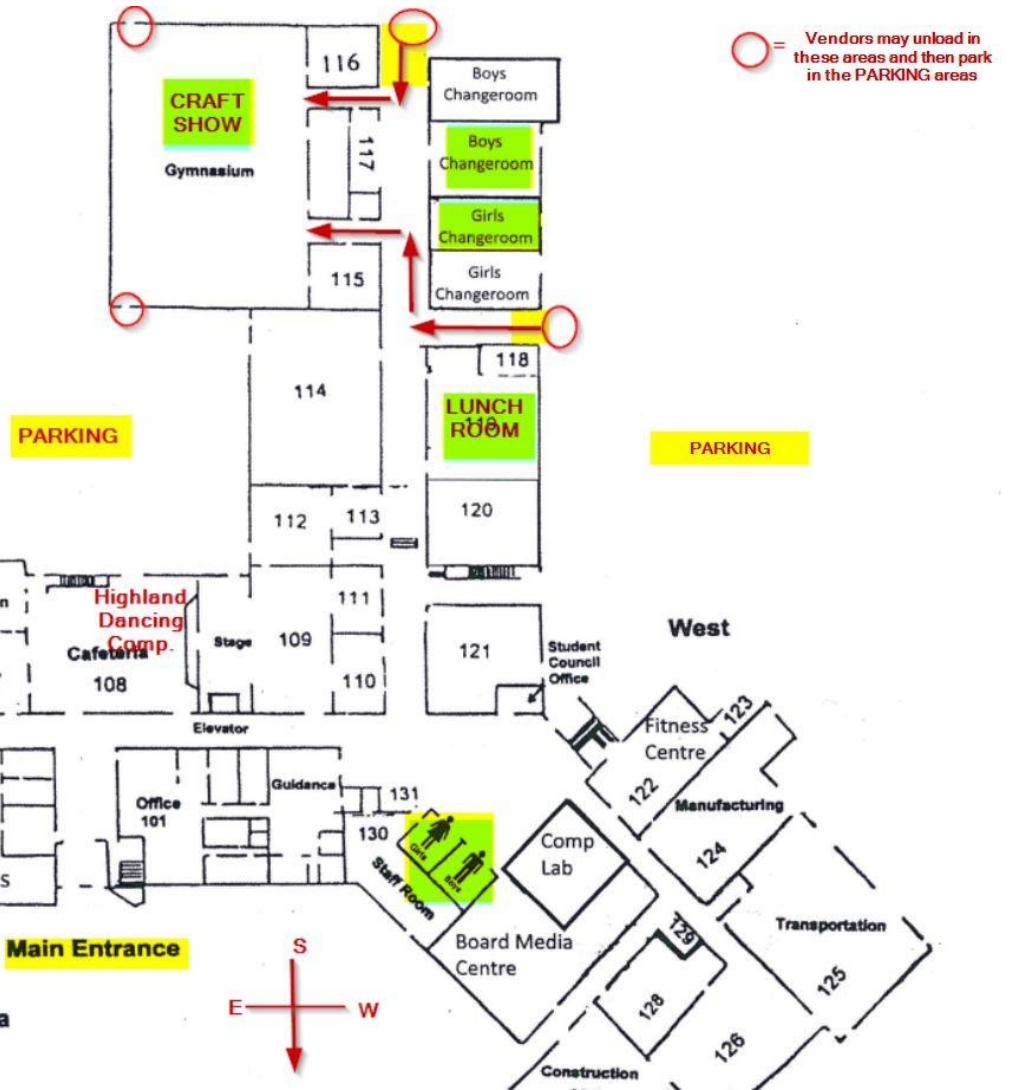 = Vendors may unload in
these areas and then park
in the PARKING areas
116
Boys
Changeroom
CRAFT
SHOW
117
Boys
Changeroom
Gymnasium
Girls
Changeroom
115
Girls
Changeroom
118
114
LUNCH
ROOM
119
PARKING
PARKING
120
112
113
n
Highland
Dancing
Comp.
111
Cafeteria
108
Stage
109
121
Student
Council
Office
West
110
Elevator
123
Fitness
Centre
Guidance
122
Manufacturing
Office
101
131
130
Girls
Boys
Staff Room
Comp
Lab
124
s
Transportation
129
Main Entrance
Board Media
Centre
S
E
W
125
128
126
a
Construction